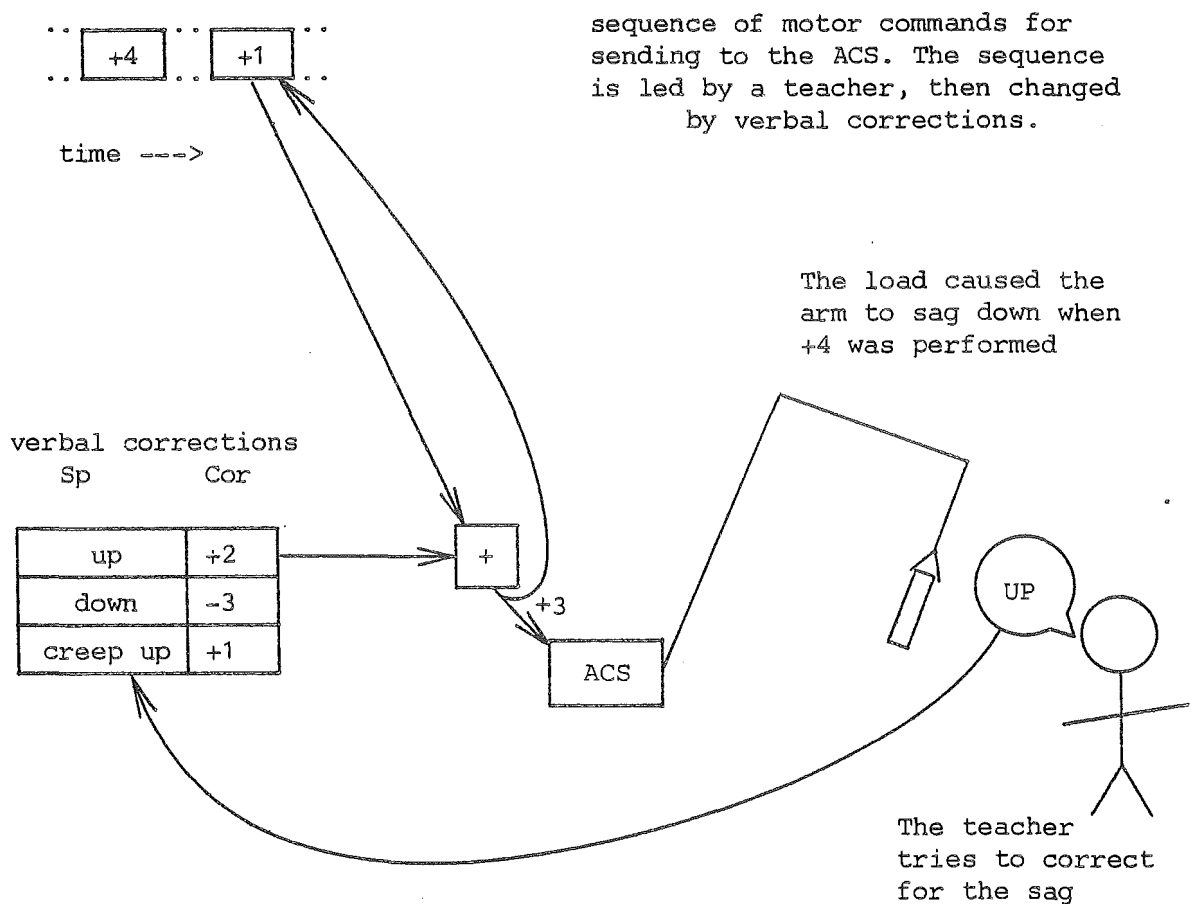 +4 +1
time --->
sequence of motor commands for
sending to the ACS. The sequence
is led by a teacher, then changed
by verbal corrections.
The load caused the
arm to sag down when
+4 was performed
verbal corrections
Sp Cor
up +2
down -3
creep up +1
+
+3
ACS
UP
The teacher
tries to correct
for the sag